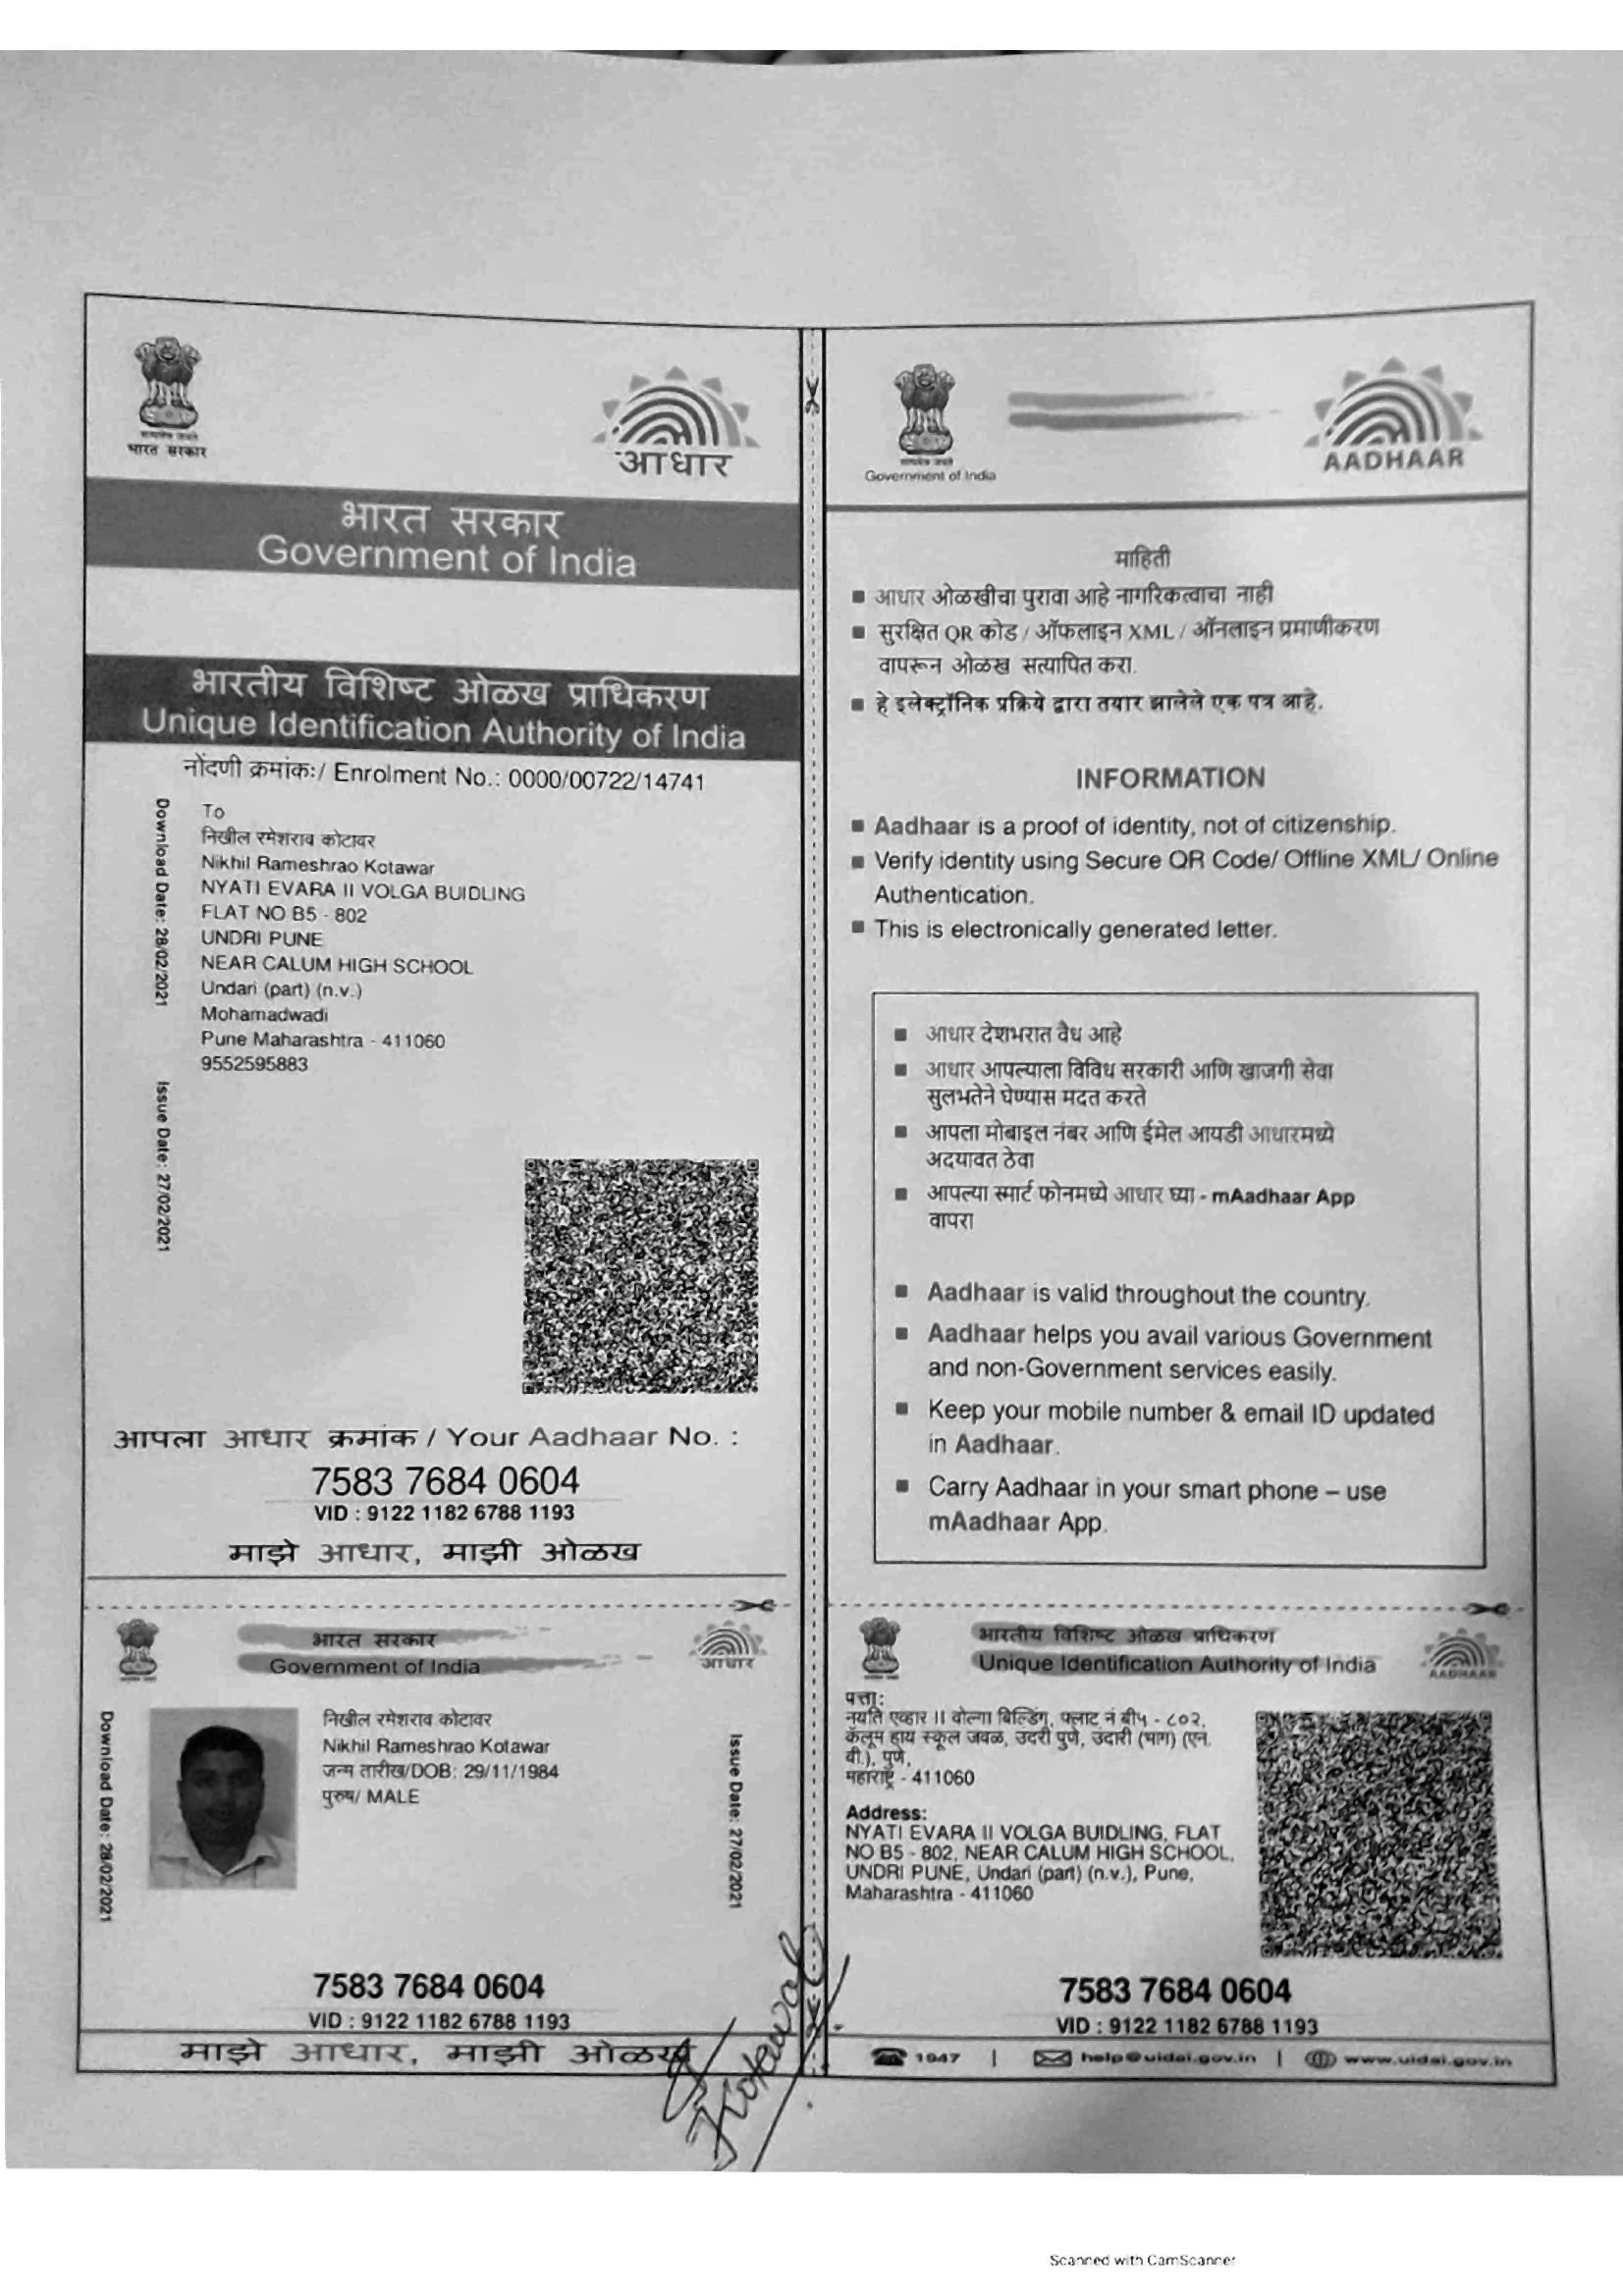 भारत सरकार
आधार
भारत सरकार
Government of India
भारतीय विशिष्ट ओळख प्राधिकरण
Unique Identification Authority of India
नोंदणी क्रमांक:/ Enrolment No.: 0000/00722/14741
To
निखील रमेशराव कोटावर
Nikhil Rameshrao Kotawar
NYATI EVARA II VOLGA BUIDLING
FLAT NO B5 - 802
UNDRI PUNE
NEAR CALUM HIGH SCHOOL
Undari (part) (n.v.)
Mohamadwadi
Pune Maharashtra - 411060
9552595883
Download Date: 28/02/2021
Issue Date: 27/02/2021
आपला आधार क्रमांक / Your Aadhaar No. :
7583 7684 0604
VID : 9122 1182 6788 1193
माझे आधार, माझी ओळख
Government of India
AADHAAR
माहिती
आधार ओळखीचा पुरावा आहे नागरिकत्वाचा नाही
सुरक्षित QR कोड / ऑफलाइन XML / ऑनलाइन प्रमाणीकरण
वापरून ओळख सत्यापित करा.
हे इलेक्ट्रॉनिक प्रक्रिये द्वारा तयार झालेले एक पत्र आहे.
INFORMATION
Aadhaar is a proof of identity, not of citizenship.
Verify identity using Secure QR Code/ Offline XML/ Online
Authentication.
This is electronically generated letter.
आधार देशभरात वैध आहे
आधार आपल्याला विविध सरकारी आणि खाजगी सेवा
सुलभतेने घेण्यास मदत करते
आपला मोबाइल नंबर आणि ईमेल आयडी आधारमध्ये
अदयावत ठेवा
आपल्या स्मार्ट फोनमध्ये आधार घ्या - mAadhaar App
वापरा
Aadhaar is valid throughout the country.
Aadhaar helps you avail various Government
and non-Government services easily.
Keep your mobile number & email ID updated
in Aadhaar.
Carry Aadhaar in your smart phone – use
mAadhaar App.
भारत सरकार
Government of India
आधार
Download Date: 28/02/2021
निखील रमेशराव कोटावर
Nikhil Rameshrao Kotawar
जन्म तारीख/DOB: 29/11/1984
पुरुष/ MALE
Issue Date: 27/02/2021
7583 7684 0604
VID : 9122 1182 6788 1193
माझे आधार, माझी ओळख
Kotawar
भारतीय विशिष्ट ओळख प्राधिकरण
Unique Identification Authority of India
AADHAAR
पत्ता:
नयति एव्हार II वोल्गा बिल्डिंग, फ्लाट नं बी५ - ८०२,
कॅलूम हाय स्कूल जवळ, उदरी पुणे, उदारी (भाग) (एन.
वी.), पुणे,
महाराष्ट्र - 411060
Address:
NYATI EVARA II VOLGA BUIDLING, FLAT
NO B5 - 802, NEAR CALUM HIGH SCHOOL,
UNDRI PUNE, Undari (part) (n.v.), Pune,
Maharashtra - 411060
7583 7684 0604
VID : 9122 1182 6788 1193
1947 | help@uidai.gov.in | www.uidai.gov.in
Scanned with CamScanner